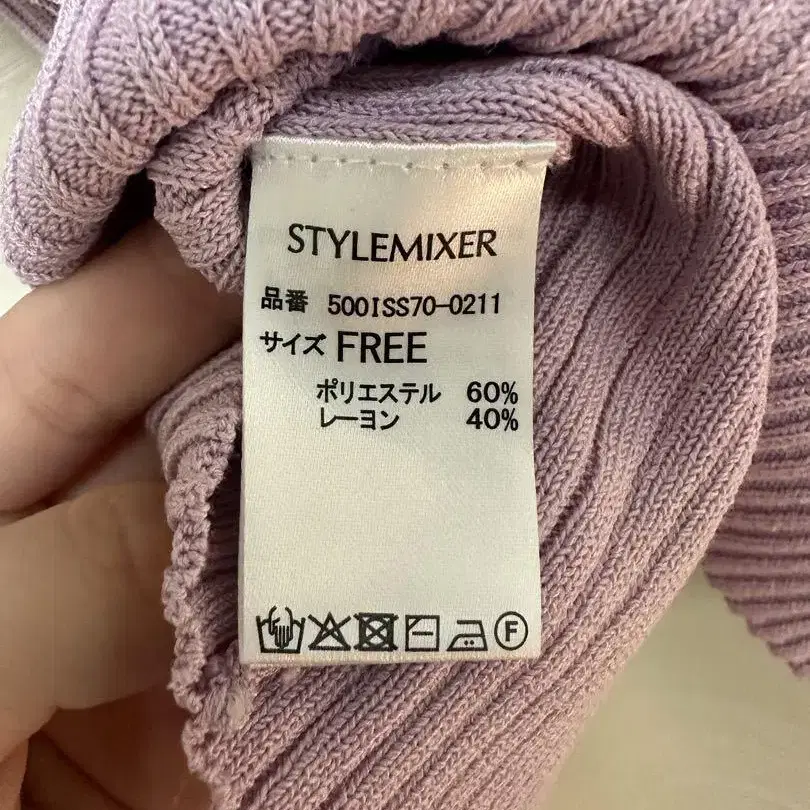 STYLEMIXER
品番 500ISS70-0211
サイズ FREE
ポリエステル 60%
レーヨン 40%
F